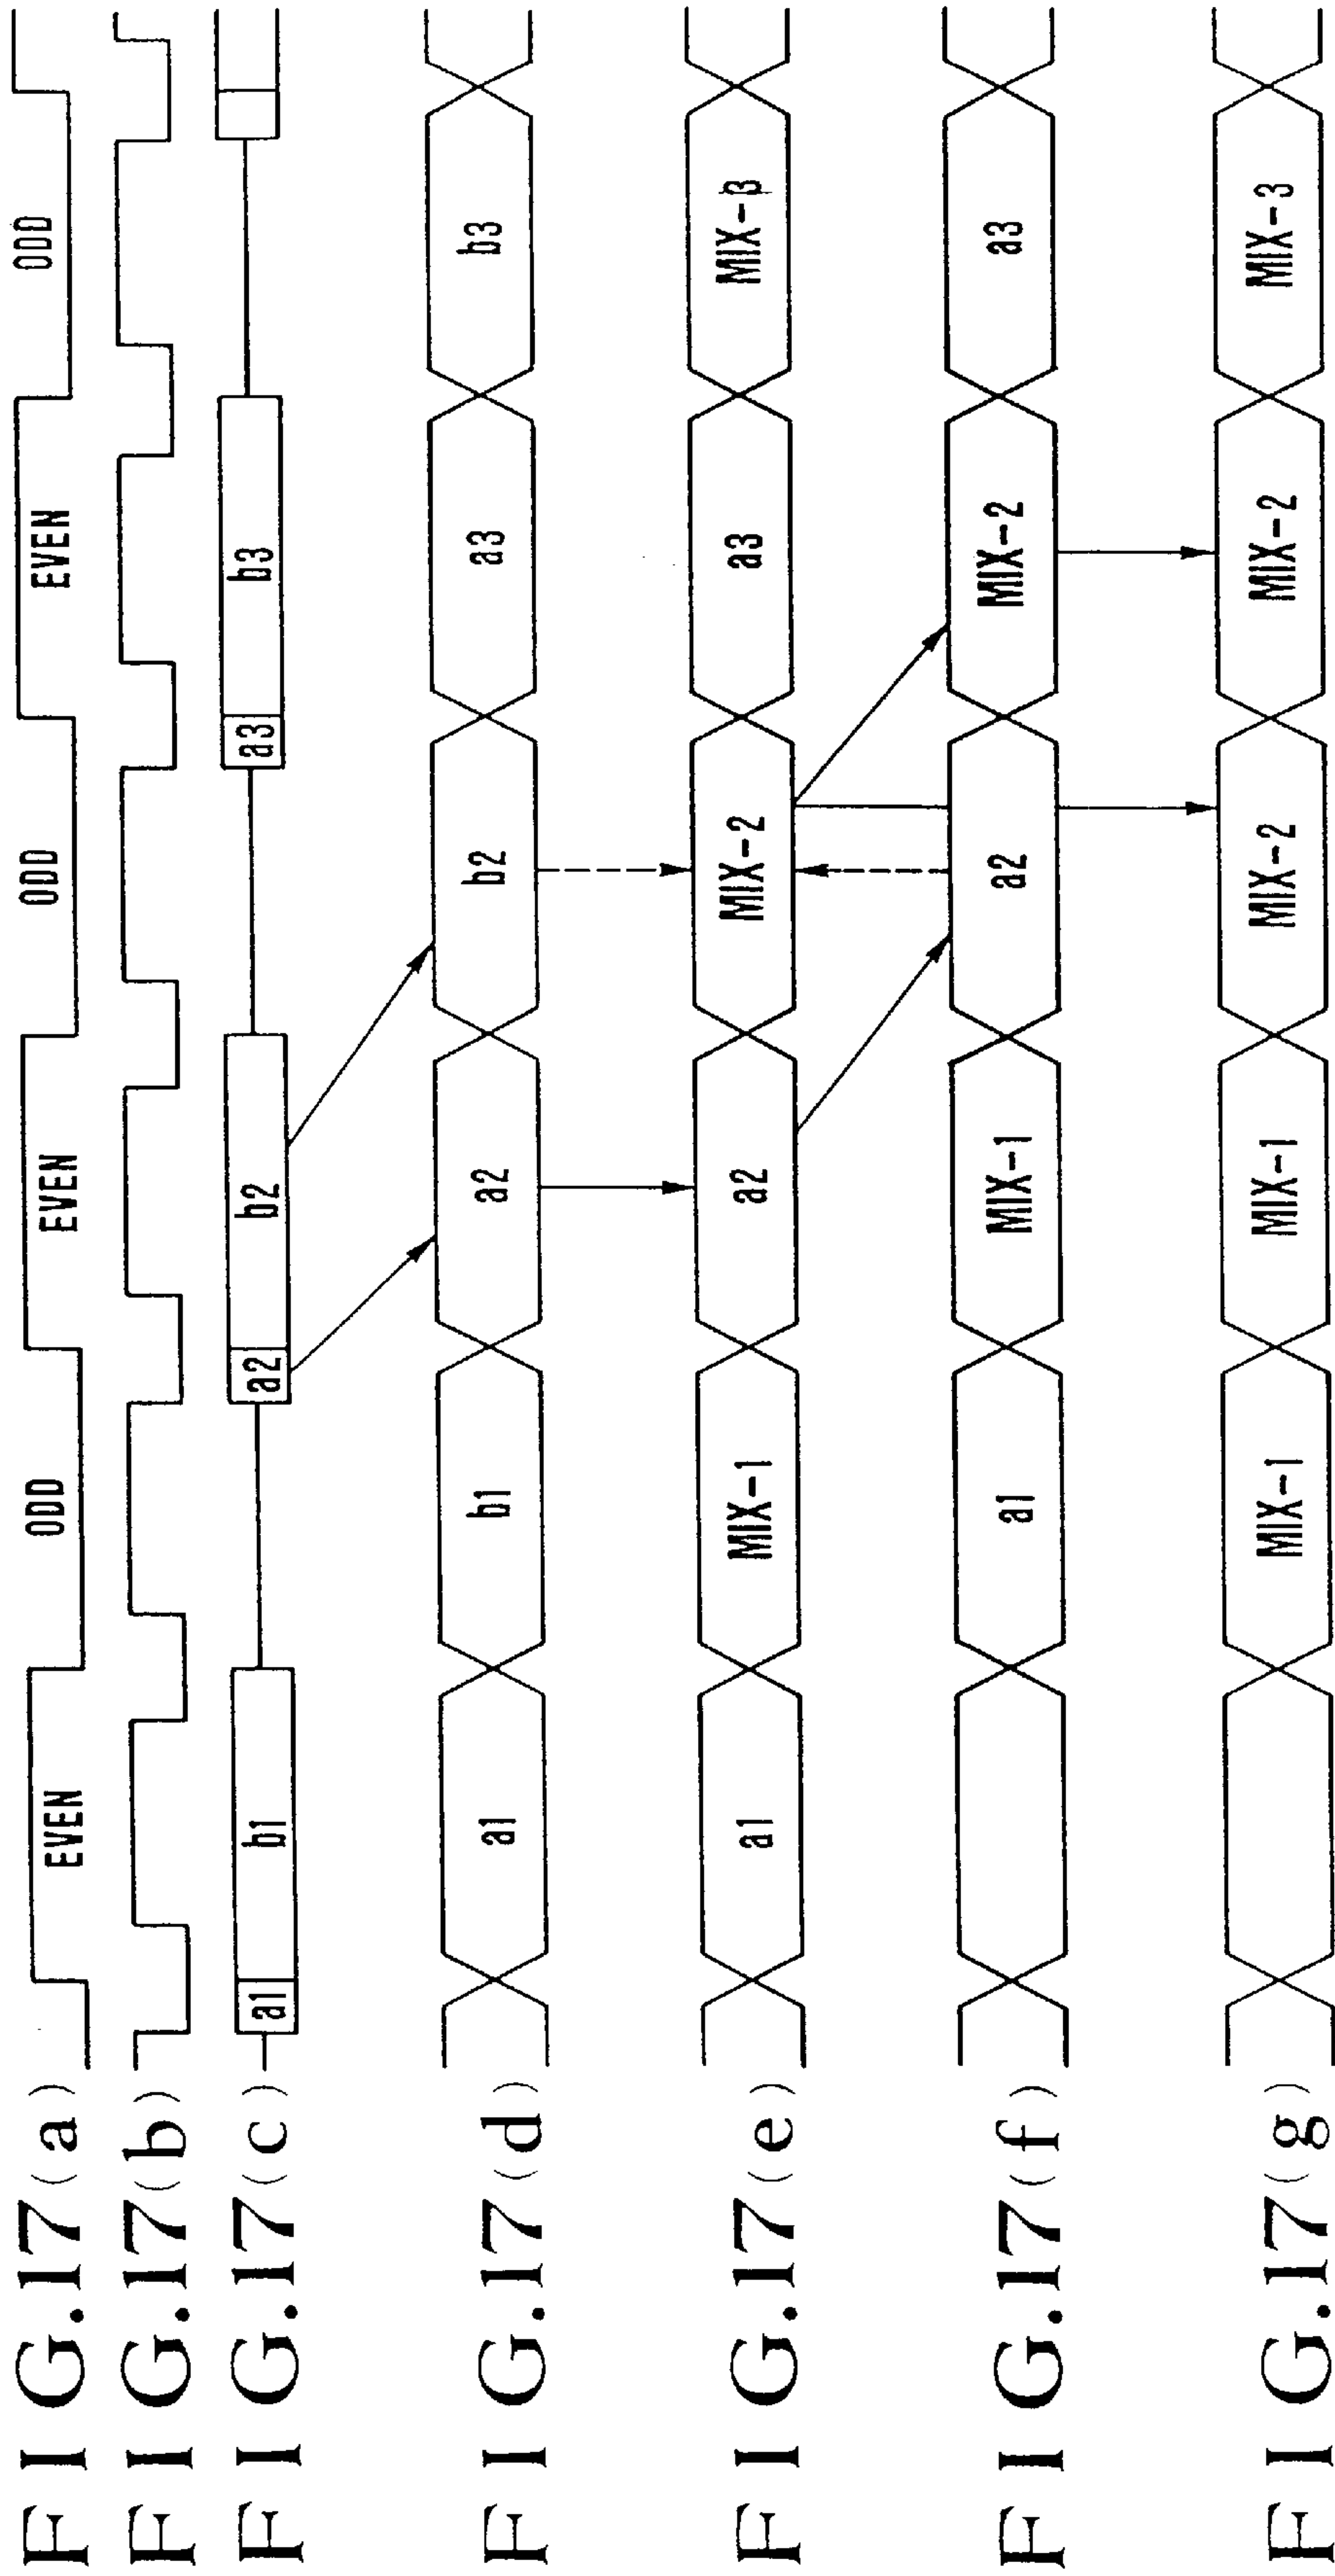 FIG.17(a) EVEN ODD EVEN ODD EVEN ODD
FIG.17(b)
FIG.17(c) a1 b1 a2 b2 a3 b3
FIG.17(d) a1 b1 a2 b2 a3 b3
FIG.17(e) a1 MIX-1 a2 MIX-2 a3 MIX-3
FIG.17(f) a1 MIX-1 a2 MIX-2 a3
FIG.17(g) MIX-1 MIX-1 MIX-2 MIX-2 MIX-3